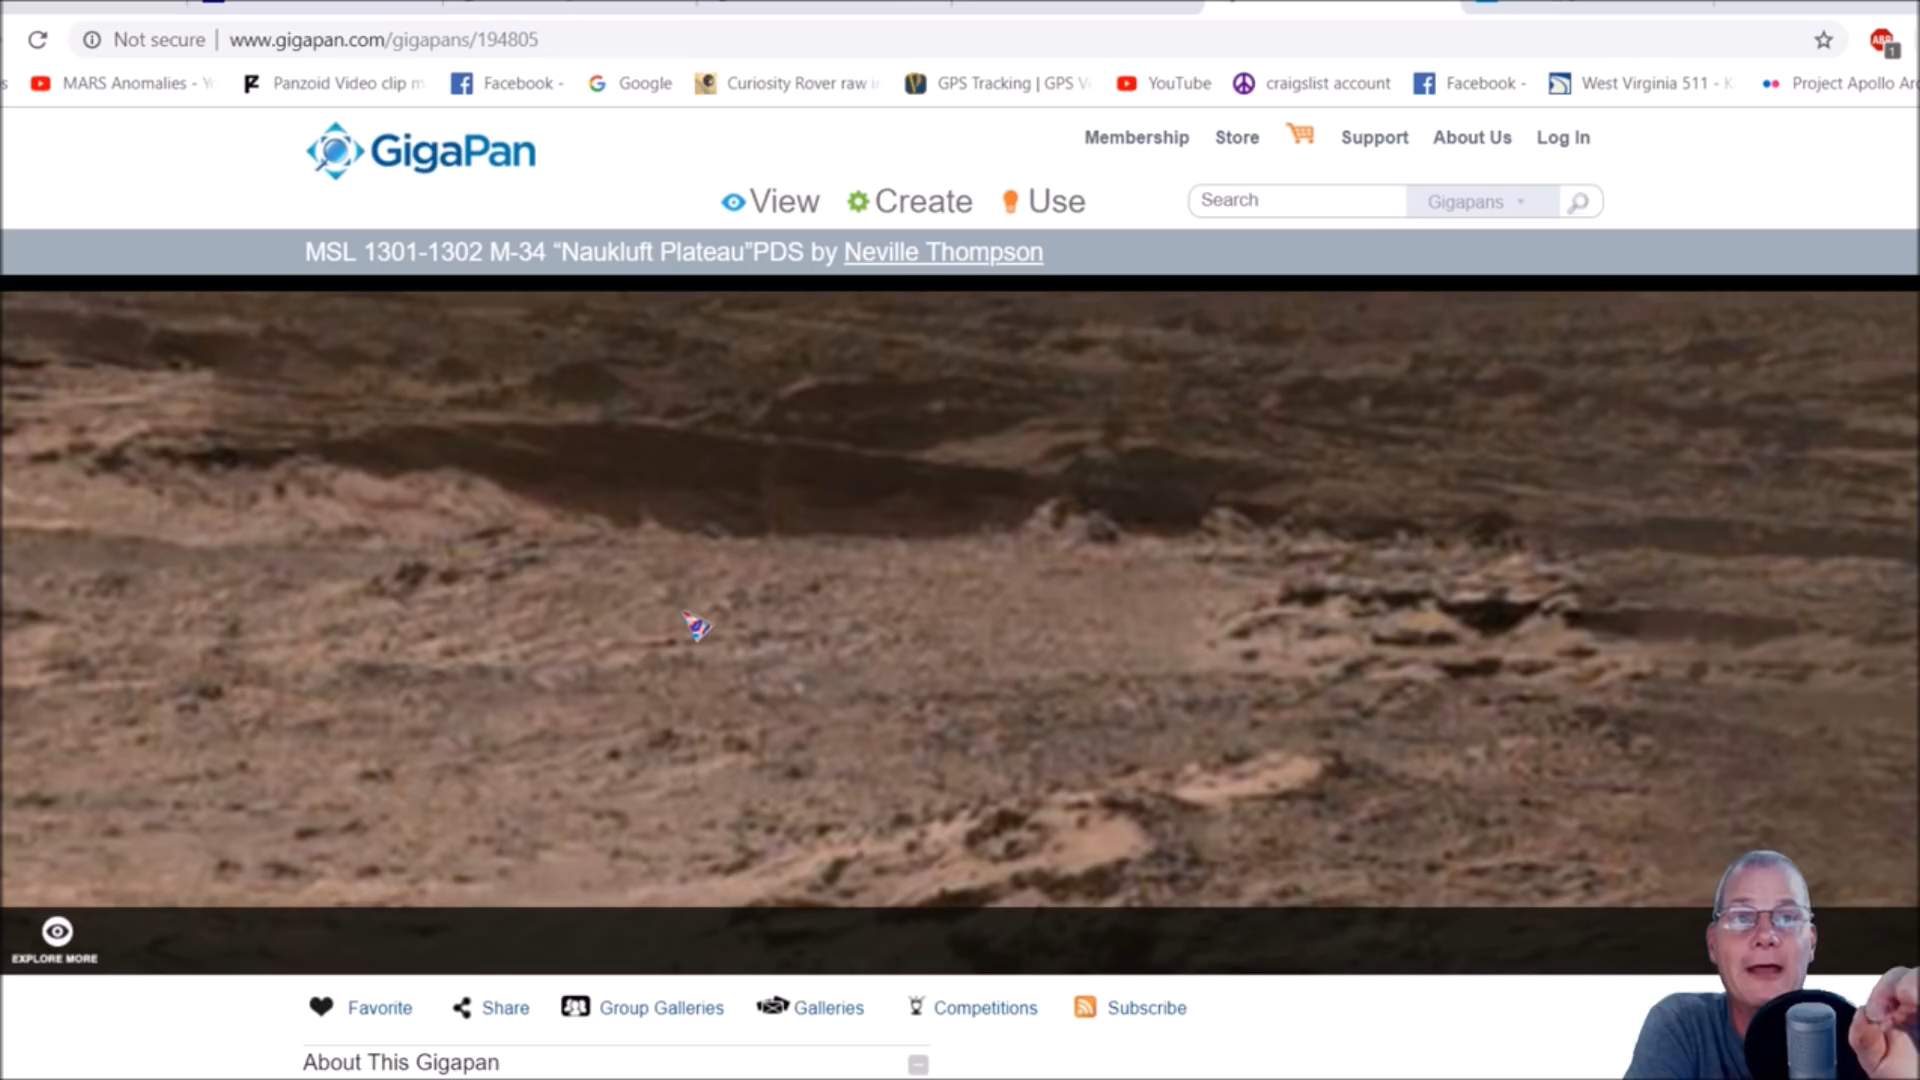 Not secure | www.gigapan.com/gigapans/194805
MARS Anomalies - Panzoid Video clip m Facebook - Google Curiosity Rover raw GPS Tracking | GPS YouTube craigslist account Facebook - West Virginia 511 - Project Apollo
ABP 1
GigaPan
Membership Store Support About Us Log In
View Create Use Search Gigapans
MSL 1301-1302 M-34 “Naukluft Plateau”PDS by Neville Thompson
EXPLORE MORE
Favorite Share Group Galleries Galleries Competitions Subscribe
About This Gigapan